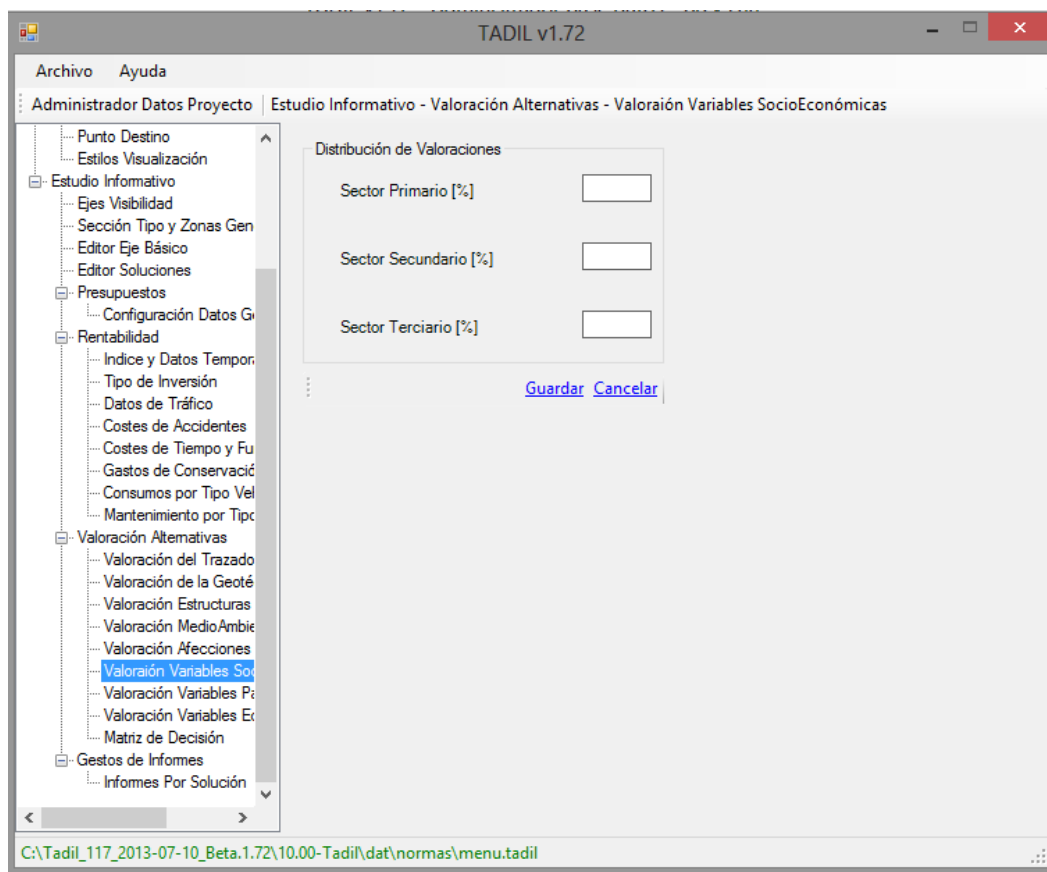 TADIL v1.72
Archivo Ayuda
Administrador Datos Proyecto Estudio Informativo - Valoración Alternativas - Valoraión Variables SocioEconómicas
Punto Destino
Estilos Visualización
Estudio Informativo
Ejes Visibilidad
Sección Tipo y Zonas Gen
Editor Eje Básico
Editor Soluciones
Presupuestos
Configuración Datos G
Rentabilidad
Indice y Datos Tempor
Tipo de Inversión
Datos de Tráfico
Costes de Accidentes
Costes de Tiempo y Fu
Gastos de Conservació
Consumos por Tipo Vel
Mantenimiento por Tipo
Valoración Alternativas
Valoración del Trazado
Valoración de la Geoté
Valoración Estructuras
Valoración MedioAmbie
Valoración Afecciones
Valoraión Variables Soc
Valoración Variables Pa
Valoración Variables Ec
Matriz de Decisión
Gestos de Informes
Informes Por Solución
Distribución de Valoraciones
Sector Primario [%]
Sector Secundario [%]
Sector Terciario [%]
Guardar Cancelar
C:\Tadil_117_2013-07-10_Beta.1.72\10.00-Tadil\dat\normas\menu.tadil